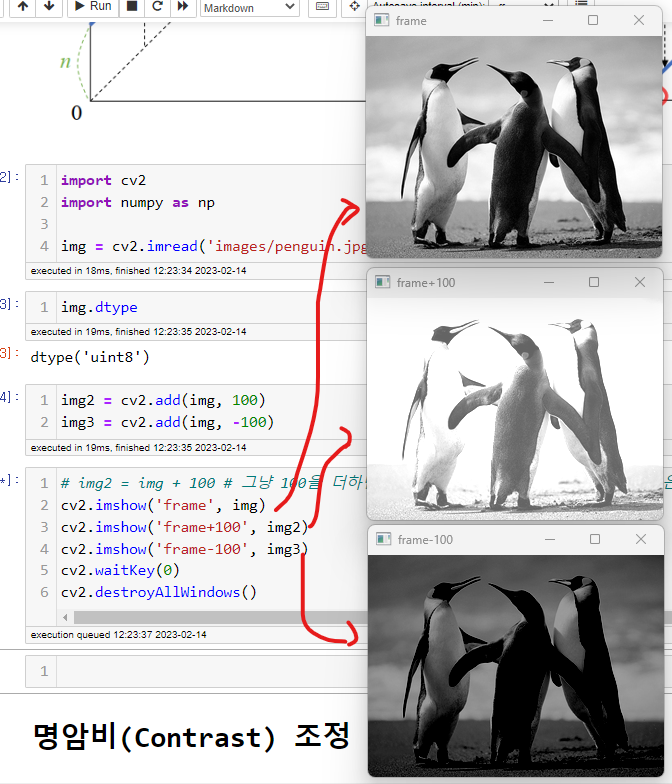 Run
Markdown
Autosave interval (min):
n
0
2]:
1 import cv2
2 import numpy as np
3
4 img = cv2.imread('images/penguin.jpg
executed in 18ms, finished 12:23:34 2023-02-14
3]:
1 img.dtype
executed in 19ms, finished 12:23:35 2023-02-14
3]: dtype('uint8')
4]:
1 img2 = cv2.add(img, 100)
2 img3 = cv2.add(img, -100)
executed in 19ms, finished 12:23:35 2023-02-14
*]:
1 # img2 = img + 100 # 그냥 100을 더하
2 cv2.imshow('frame', img)
3 cv2.imshow('frame+100', img2)
4 cv2.imshow('frame-100', img3)
5 cv2.waitKey(0)
6 cv2.destroyAllWindows()
execution queued 12:23:37 2023-02-14
1
명암비(Contrast) 조정
frame
frame+100
frame-100